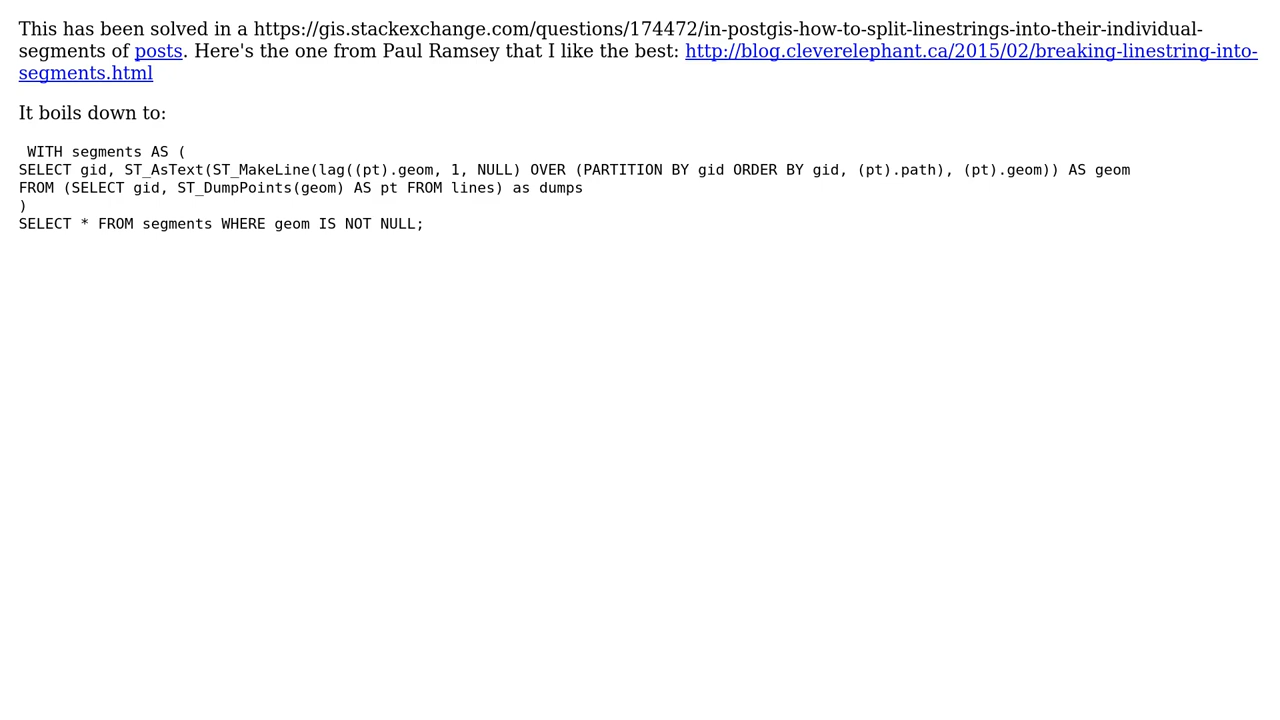 This has been solved in a https://gis.stackexchange.com/questions/174472/in-postgis-how-to-split-linestrings-into-their-individual-
segments of posts. Here's the one from Paul Ramsey that I like the best: http://blog.cleverelephant.ca/2015/02/breaking-linestring-into-
segments.html
It boils down to:
WITH segments AS (
SELECT gid, ST_AsText(ST_MakeLine(lag((pt).geom, 1, NULL) OVER (PARTITION BY gid ORDER BY gid, (pt).path), (pt).geom)) AS geom
FROM (SELECT gid, ST_DumpPoints(geom) AS pt FROM lines) as dumps
)
SELECT * FROM segments WHERE geom IS NOT NULL;